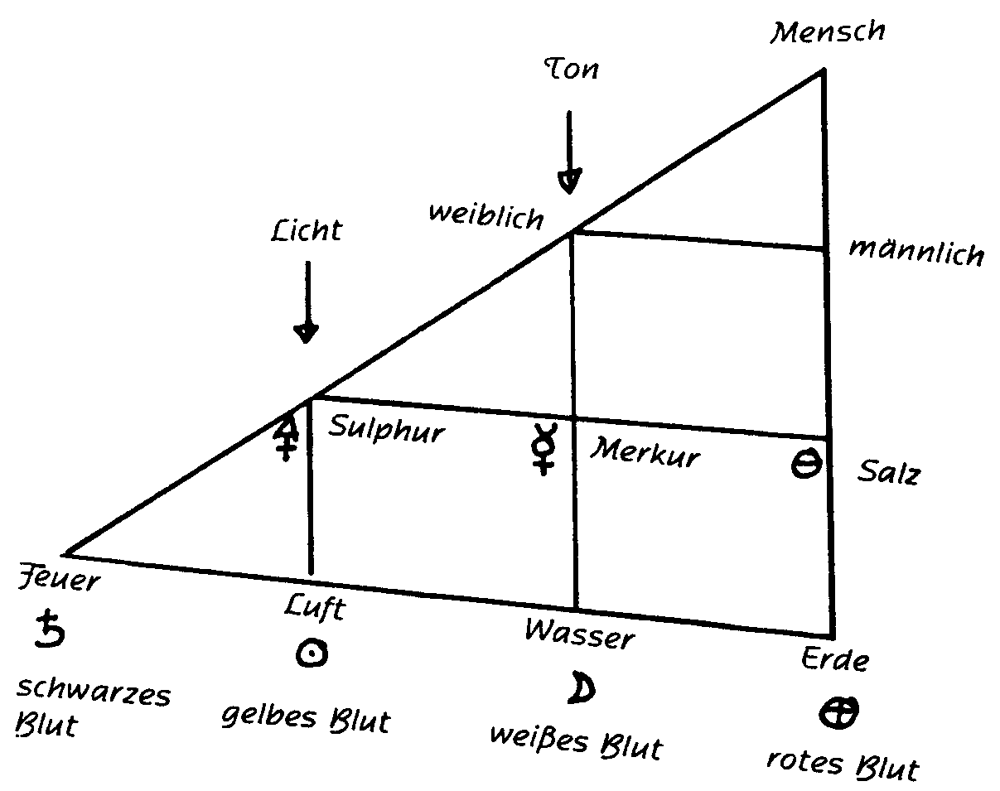 Mensch
Ton
weiblich
Licht
männlich
Sulphur
Merkur
Salz
Feuer
Luft
Wasser
Erde
schwarzes
Blut
gelbes Blut
weißes Blut
rotes Blut